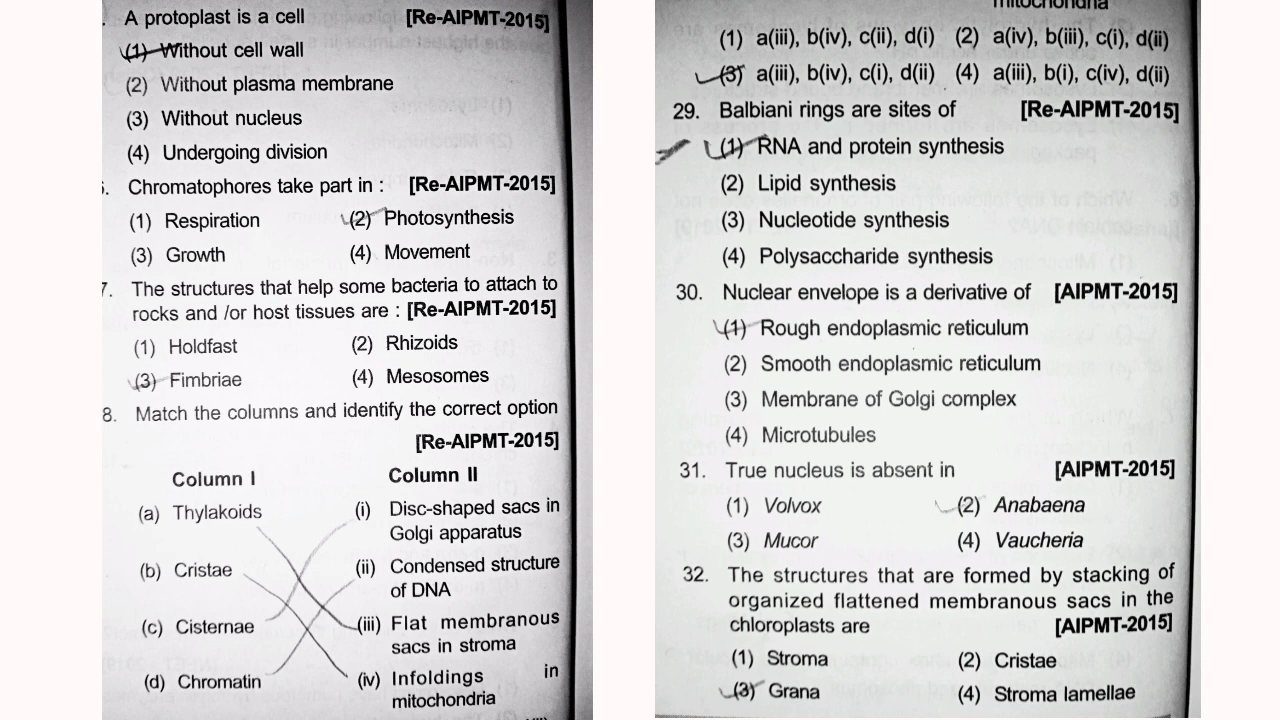 A protoplast is a cell [Re-AIPMT-2015]
(1) Without cell wall
(2) Without plasma membrane
(3) Without nucleus
(4) Undergoing division
Chromatophores take part in : [Re-AIPMT-2015]
(1) Respiration (2) Photosynthesis
(3) Growth (4) Movement
7. The structures that help some bacteria to attach to
rocks and /or host tissues are : [Re-AIPMT-2015]
(1) Holdfast (2) Rhizoids
(3) Fimbriae (4) Mesosomes
8. Match the columns and identify the correct option
[Re-AIPMT-2015]
Column I Column II
(a) Thylakoids (i) Disc-shaped sacs in
Golgi apparatus
(b) Cristae (ii) Condensed structure
of DNA
(c) Cisternae (iii) Flat membranous
sacs in stroma
(d) Chromatin (iv) Infoldings in
mitochondria
mitochondria
(1) a(iii), b(iv), c(ii), d(i) (2) a(iv), b(iii), c(i), d(ii)
(3) a(iii), b(iv), c(i), d(ii) (4) a(iii), b(i), c(iv), d(ii)
29. Balbiani rings are sites of [Re-AIPMT-2015]
(1) RNA and protein synthesis
(2) Lipid synthesis
(3) Nucleotide synthesis
(4) Polysaccharide synthesis
30. Nuclear envelope is a derivative of [AIPMT-2015]
(1) Rough endoplasmic reticulum
(2) Smooth endoplasmic reticulum
(3) Membrane of Golgi complex
(4) Microtubules
31. True nucleus is absent in [AIPMT-2015]
(1) Volvox (2) Anabaena
(3) Mucor (4) Vaucheria
32. The structures that are formed by stacking of
organized flattened membranous sacs in the
chloroplasts are [AIPMT-2015]
(1) Stroma (2) Cristae
(3) Grana (4) Stroma lamellae